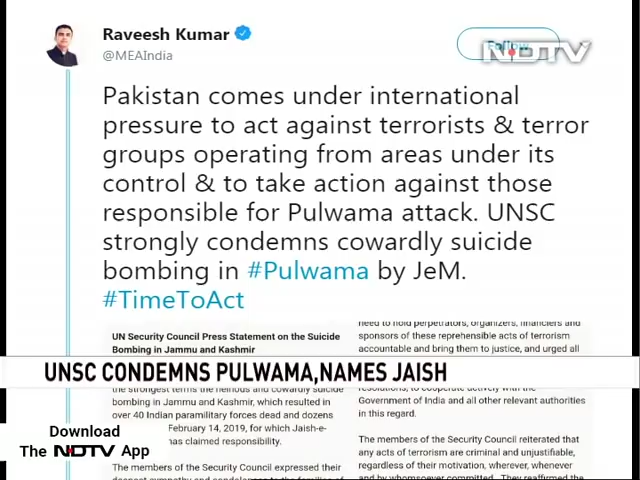 Raveesh Kumar
@MEAIndia
Follow
NDTV
Pakistan comes under international
pressure to act against terrorists & terror
groups operating from areas under its
control & to take action against those
responsible for Pulwama attack. UNSC
strongly condemns cowardly suicide
bombing in #Pulwama by JeM.
#TimeToAct
UN Security Council Press Statement on the Suicide
Bombing in Jammu and Kashmir
the strongest terms the heinous and cowardly suicide
bombing in Jammu and Kashmir, which resulted in
over 40 Indian paramilitary forces dead and dozens
February 14, 2019, for which Jaish-e-
has claimed responsibility.
The members of the Security Council expressed their
need to hold perpetrators, organizers, financiers and
sponsors of these reprehensible acts of terrorism
accountable and bring them to justice, and urged all
resolutions, to cooperate actively with the
Government of India and all other relevant authorities
in this regard.
The members of the Security Council reiterated that
any acts of terrorism are criminal and unjustifiable,
regardless of their motivation, wherever, whenever
and by whomsoever committed. They reaffirmed the
UNSC CONDEMNS PULWAMA,NAMES JAISH
Download
The NDTV App